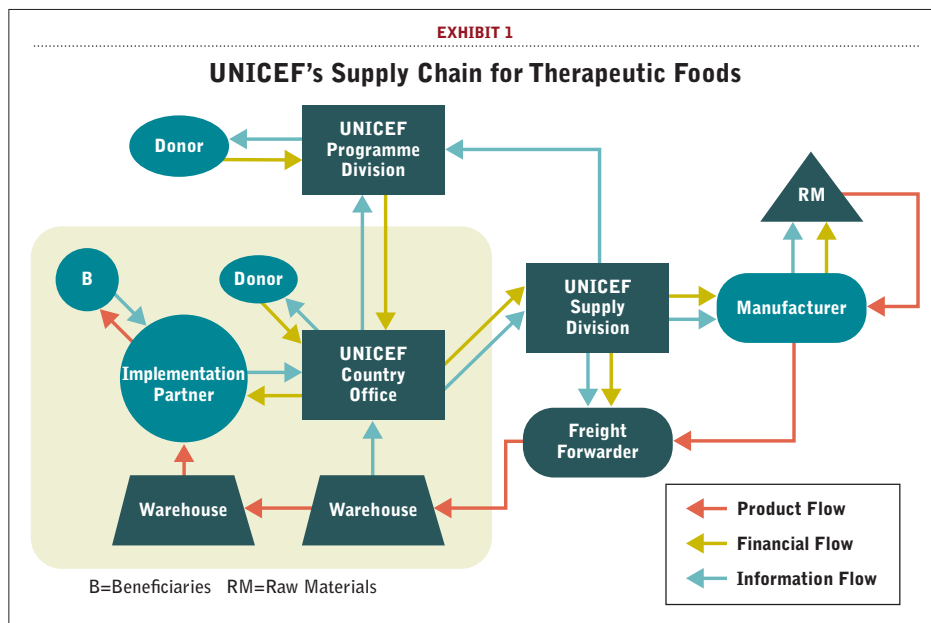 EXHIBIT 1
UNICEF's Supply Chain for Therapeutic Foods
Donor
UNICEF
Programme
Division
RM
B
Donor
UNICEF
Supply
Division
Manufacturer
Implementation
Partner
UNICEF
Country
Office
Freight
Forwarder
Warehouse
Warehouse
Product Flow
Financial Flow
Information Flow
B=Beneficiaries RM=Raw Materials